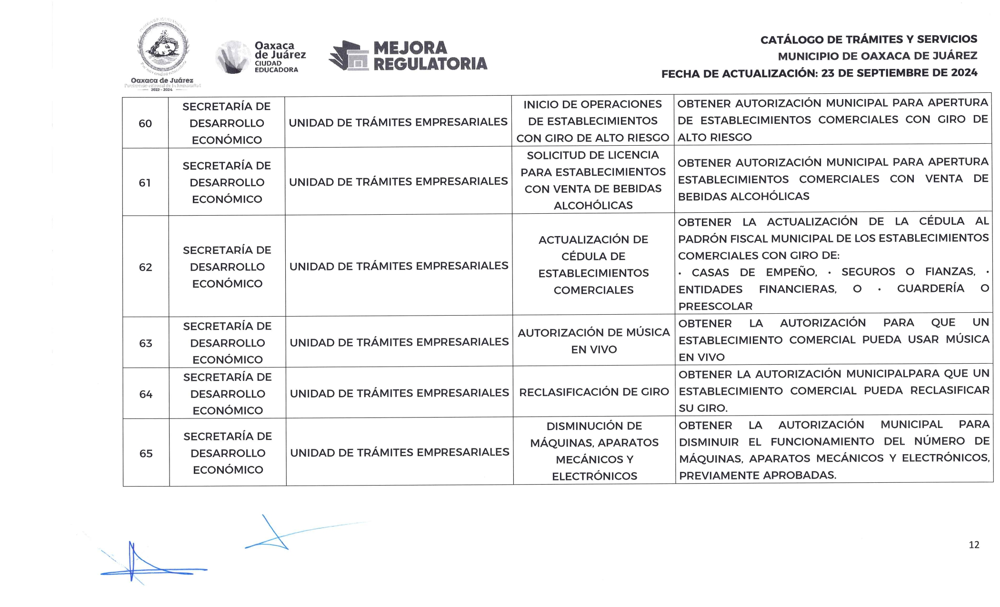 Oaxaca de Juárez
Patrimonio cultural de la humanidad
2022 - 2024
Oaxaca
de Juárez
CIUDAD
EDUCADORA
MEJORA
REGULATORIA
CATÁLOGO DE TRÁMITES Y SERVICIOS
MUNICIPIO DE OAXACA DE JUÁREZ
FECHA DE ACTUALIZACIÓN: 23 DE SEPTIEMBRE DE 2024
60
SECRETARÍA DE
DESARROLLO
ECONÓMICO
UNIDAD DE TRÁMITES EMPRESARIALES
INICIO DE OPERACIONES
DE ESTABLECIMIENTOS
CON GIRO DE ALTO RIESGO
OBTENER AUTORIZACIÓN MUNICIPAL PARA APERTURA
DE ESTABLECIMIENTOS COMERCIALES CON GIRO DE
ALTO RIESGO
61
SECRETARÍA DE
DESARROLLO
ECONÓMICO
UNIDAD DE TRÁMITES EMPRESARIALES
SOLICITUD DE LICENCIA
PARA ESTABLECIMIENTOS
CON VENTA DE BEBIDAS
ALCOHÓLICAS
OBTENER AUTORIZACIÓN MUNICIPAL PARA APERTURA
ESTABLECIMIENTOS COMERCIALES CON VENTA DE
BEBIDAS ALCOHÓLICAS
62
SECRETARÍA DE
DESARROLLO
ECONÓMICO
UNIDAD DE TRÁMITES EMPRESARIALES
ACTUALIZACIÓN DE
CÉDULA DE
ESTABLECIMIENTOS
COMERCIALES
OBTENER LA ACTUALIZACIÓN DE LA CÉDULA AL
PADRÓN FISCAL MUNICIPAL DE LOS ESTABLECIMIENTOS
COMERCIALES CON GIRO DE:
• CASAS DE EMPEÑO, • SEGUROS O FIANZAS, •
ENTIDADES FINANCIERAS, O • GUARDERÍA O
PREESCOLAR
63
SECRETARÍA DE
DESARROLLO
ECONÓMICO
UNIDAD DE TRÁMITES EMPRESARIALES
AUTORIZACIÓN DE MÚSICA
EN VIVO
OBTENER LA AUTORIZACIÓN PARA QUE UN
ESTABLECIMIENTO COMERCIAL PUEDA USAR MÚSICA
EN VIVO
64
SECRETARÍA DE
DESARROLLO
ECONÓMICO
UNIDAD DE TRÁMITES EMPRESARIALES
RECLASIFICACIÓN DE GIRO
OBTENER LA AUTORIZACIÓN MUNICIPALPARA QUE UN
ESTABLECIMIENTO COMERCIAL PUEDA RECLASIFICAR
SU GIRO.
65
SECRETARÍA DE
DESARROLLO
ECONÓMICO
UNIDAD DE TRÁMITES EMPRESARIALES
DISMINUCIÓN DE
MÁQUINAS, APARATOS
MECÁNICOS Y
ELECTRÓNICOS
OBTENER LA AUTORIZACIÓN MUNICIPAL PARA
DISMINUIR EL FUNCIONAMIENTO DEL NÚMERO DE
MÁQUINAS, APARATOS MECÁNICOS Y ELECTRÓNICOS,
PREVIAMENTE APROBADAS.
12